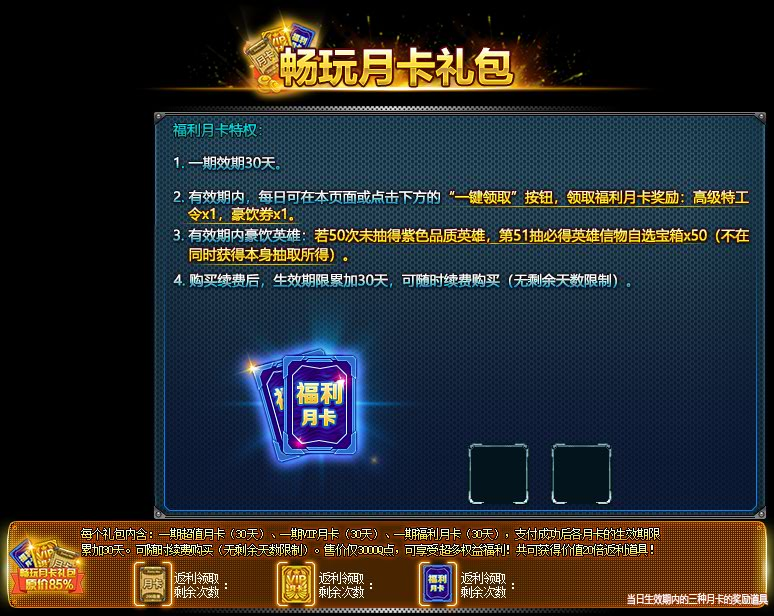 畅玩月卡礼包
福利月卡特权：
1. 一期效期30天。
2. 有效期内，每日可在本页面或点击下方的“一键领取”按钮，领取福利月卡奖励：高级特工
令x1，豪饮券x1。
3. 有效期内豪饮英雄：若50次未抽得紫色品质英雄，第51抽必得英雄信物自选宝箱x50（不在
同时获得本身抽取所得）。
4. 购买续费后，生效期限累加30天，可随时续费购买（无剩余天数限制）。
福利
月卡
每个礼包内含：一期超值月卡（30天）、一期VIP月卡（30天）、一期福利月卡（30天），支付成功后各月卡的生效期限
累加30天。可随时续费购买（无剩余天数限制）。售价仅3000Q点，可享受超多权益福利！共可获得价值20倍返利道具！
畅玩月卡礼包
原价85%
月卡
返利领取
剩余次数
：
VIP
返利领取
剩余次数
：
福利
月卡
返利领取
剩余次数
：
当日生效期内的三种月卡的奖励道具